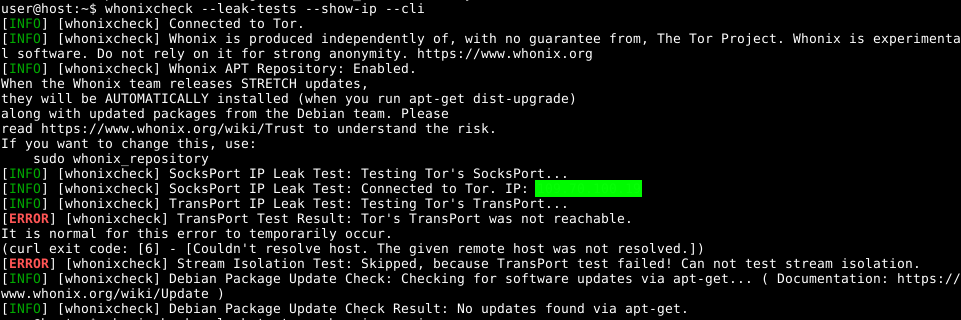 user@host:~$ whonixcheck --leak-tests --show-ip --cli
[INFO] [whonixcheck] Connected to Tor.
[INFO] [whonixcheck] Whonix is produced independently of, with no guarantee from, The Tor Project. Whonix is experimenta
l software. Do not rely on it for strong anonymity. https://www.whonix.org
[INFO] [whonixcheck] Whonix APT Repository: Enabled.
When the Whonix team releases STRETCH updates,
they will be AUTOMATICALLY installed (when you run apt-get dist-upgrade)
along with updated packages from the Debian team. Please
read https://www.whonix.org/wiki/Trust to understand the risk.
If you want to change this, use:
    sudo whonix_repository
[INFO] [whonixcheck] SocksPort IP Leak Test: Testing Tor's SocksPort...
[INFO] [whonixcheck] SocksPort IP Leak Test: Connected to Tor. IP:
[INFO] [whonixcheck] TransPort IP Leak Test: Testing Tor's TransPort...
[ERROR] [whonixcheck] TransPort Test Result: Tor's TransPort was not reachable.
It is normal for this error to temporarily occur.
(curl exit code: [6] - [Couldn't resolve host. The given remote host was not resolved.])
[ERROR] [whonixcheck] Stream Isolation Test: Skipped, because TransPort test failed! Can not test stream isolation.
[INFO] [whonixcheck] Debian Package Update Check: Checking for software updates via apt-get... ( Documentation: https://
www.whonix.org/wiki/Update )
[INFO] [whonixcheck] Debian Package Update Check Result: No updates found via apt-get.